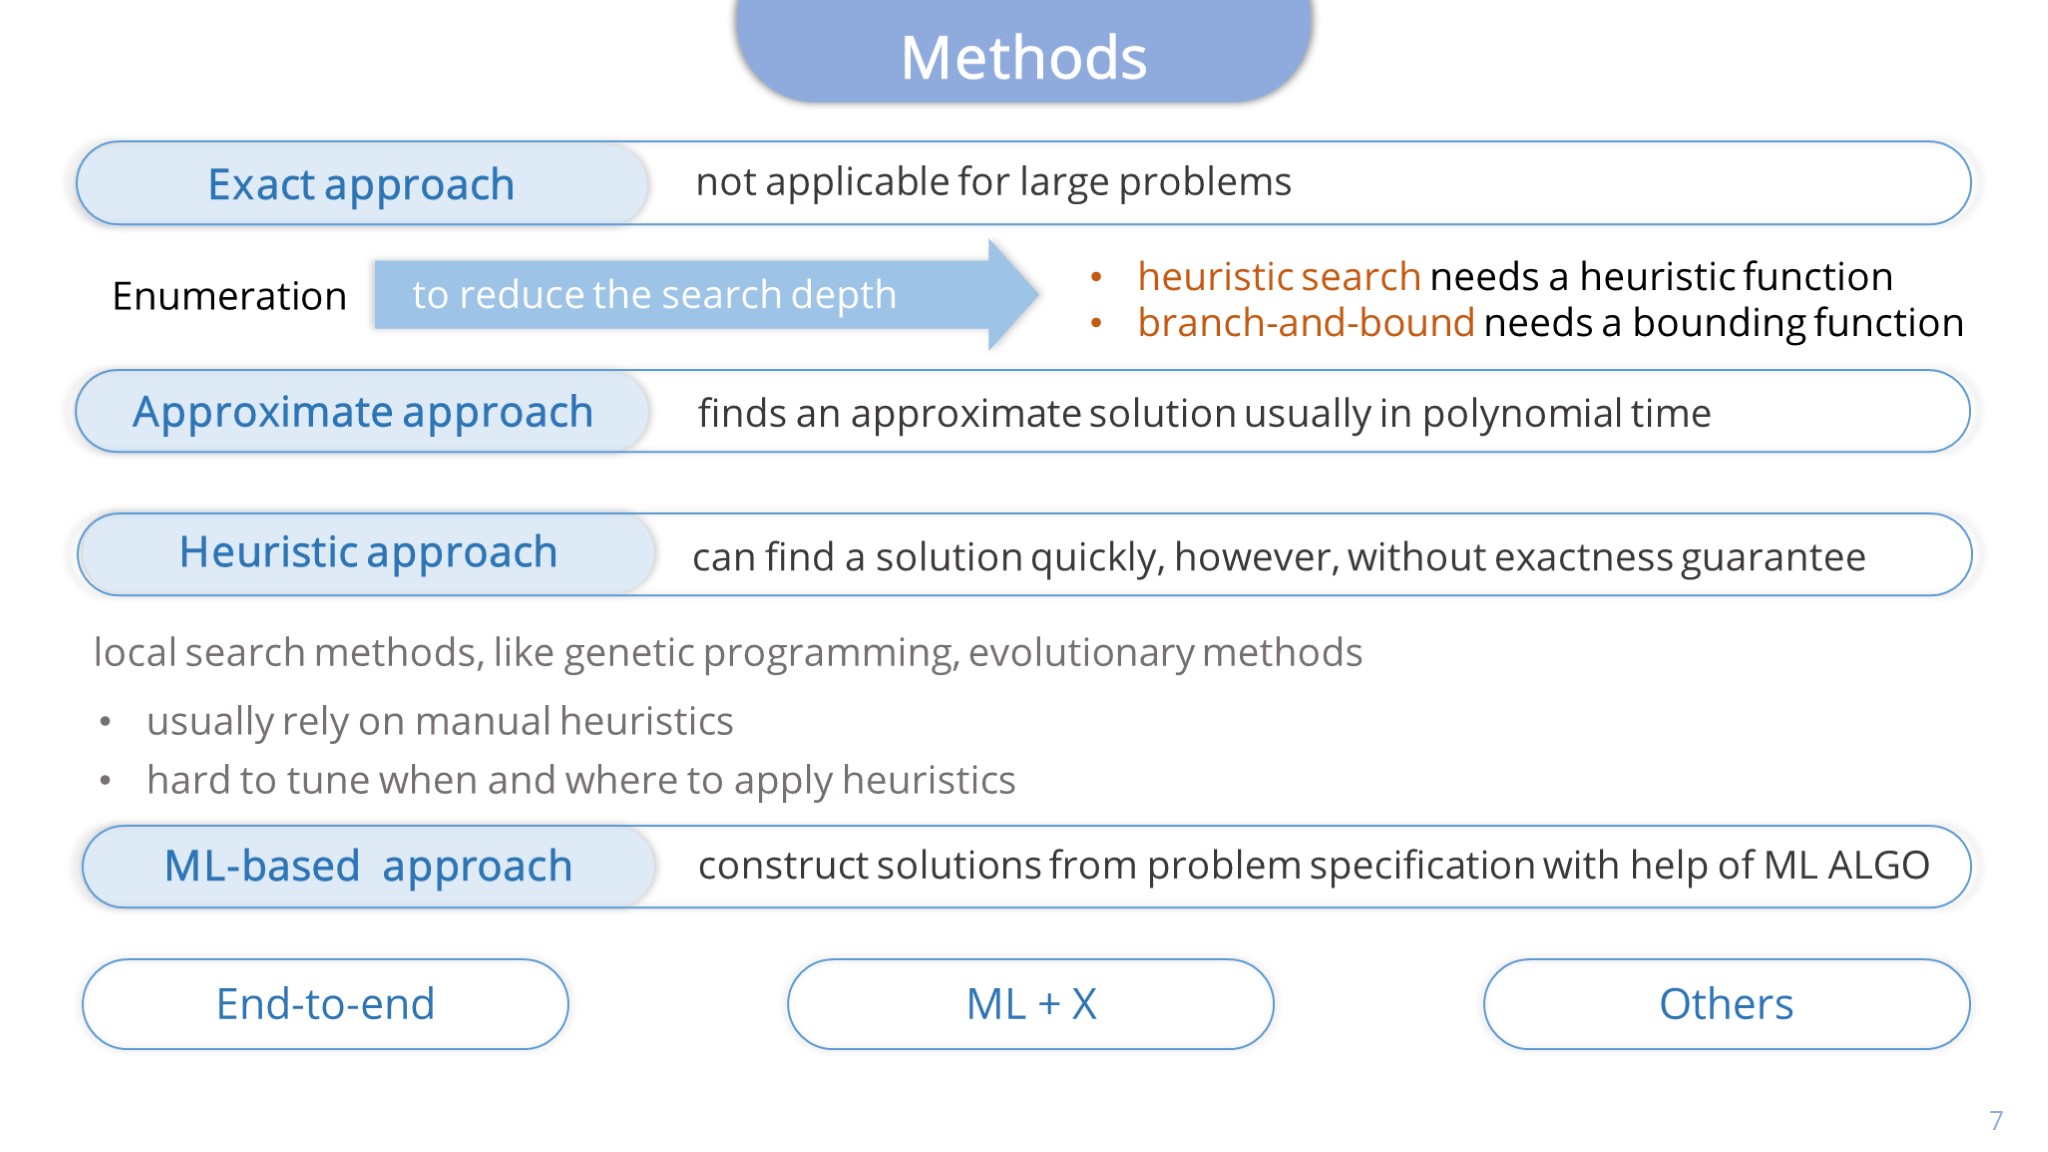 Methods
Exact approach
not applicable for large problems
Enumeration
to reduce the search depth
• heuristic search needs a heuristic function
• branch-and-bound needs a bounding function
Approximate approach
finds an approximate solution usually in polynomial time
Heuristic approach
can find a solution quickly, however, without exactness guarantee
local search methods, like genetic programming, evolutionary methods
• usually rely on manual heuristics
• hard to tune when and where to apply heuristics
ML-based approach
construct solutions from problem specification with help of ML ALGO
End-to-end
ML + X
Others
7